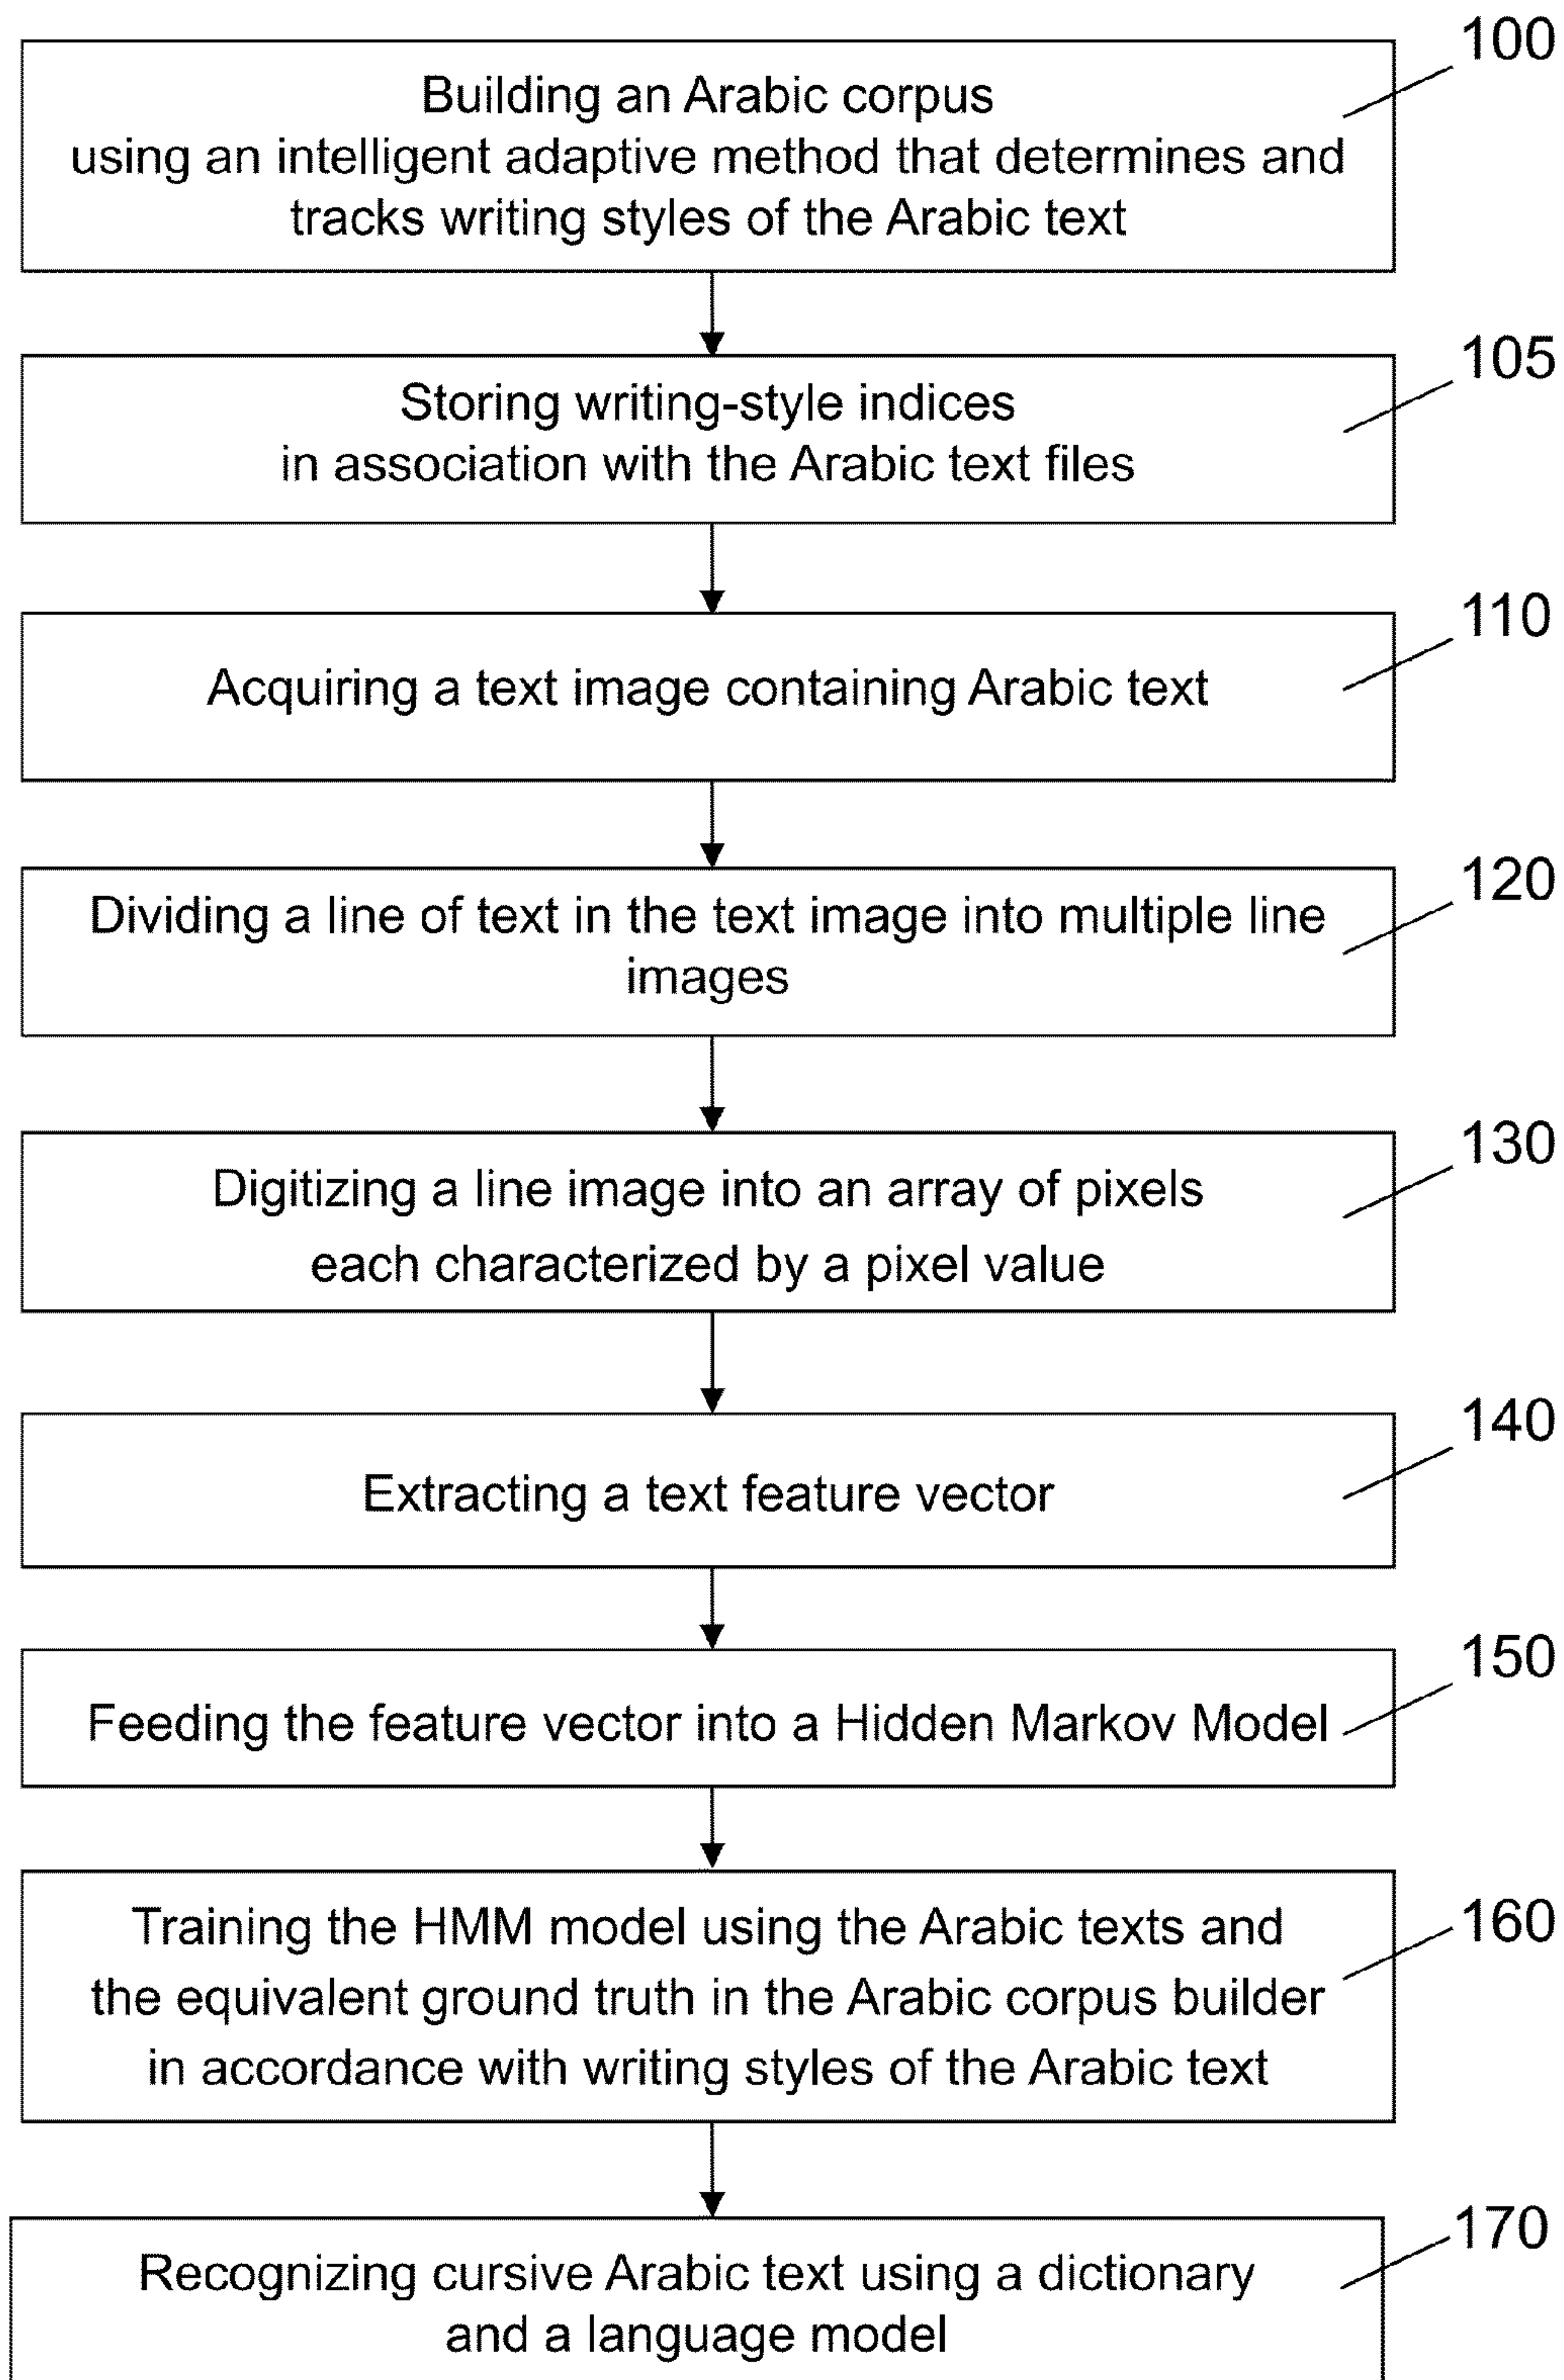 100
Building an Arabic corpus
using an intelligent adaptive method that determines and
tracks writing styles of the Arabic text
105
Storing writing-style indices
in association with the Arabic text files
110
Acquiring a text image containing Arabic text
120
Dividing a line of text in the text image into multiple line
images
130
Digitizing a line image into an array of pixels
each characterized by a pixel value
140
Extracting a text feature vector
150
Feeding the feature vector into a Hidden Markov Model
160
Training the HMM model using the Arabic texts and
the equivalent ground truth in the Arabic corpus builder
in accordance with writing styles of the Arabic text
170
Recognizing cursive Arabic text using a dictionary
and a language model